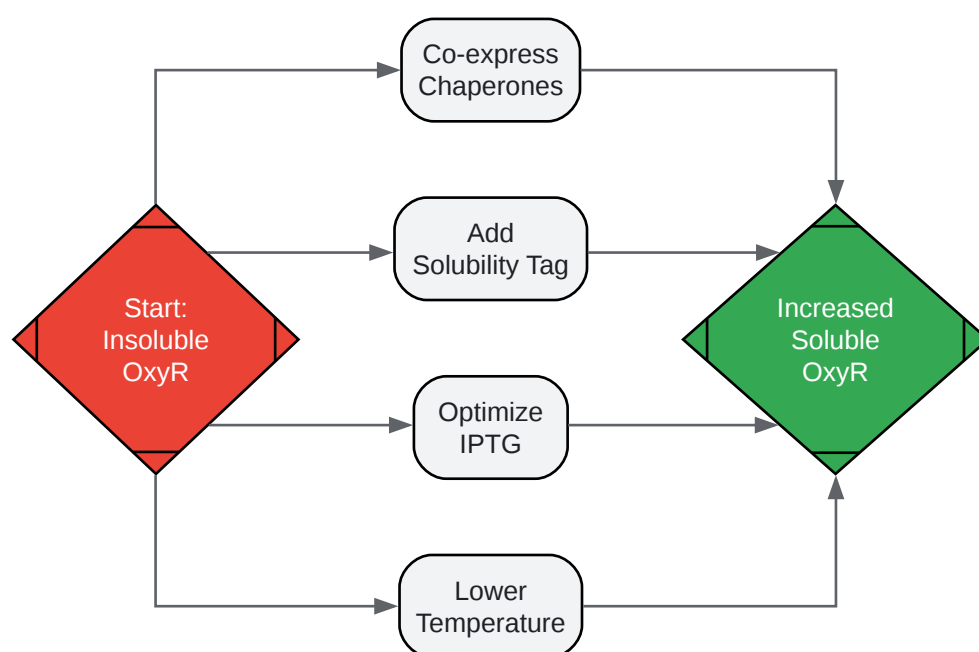 Co-express
Chaperones
Add
Solubility Tag
Start:
Insoluble
OxyR
Increased
Soluble
OxyR
Optimize
IPTG
Lower
Temperature